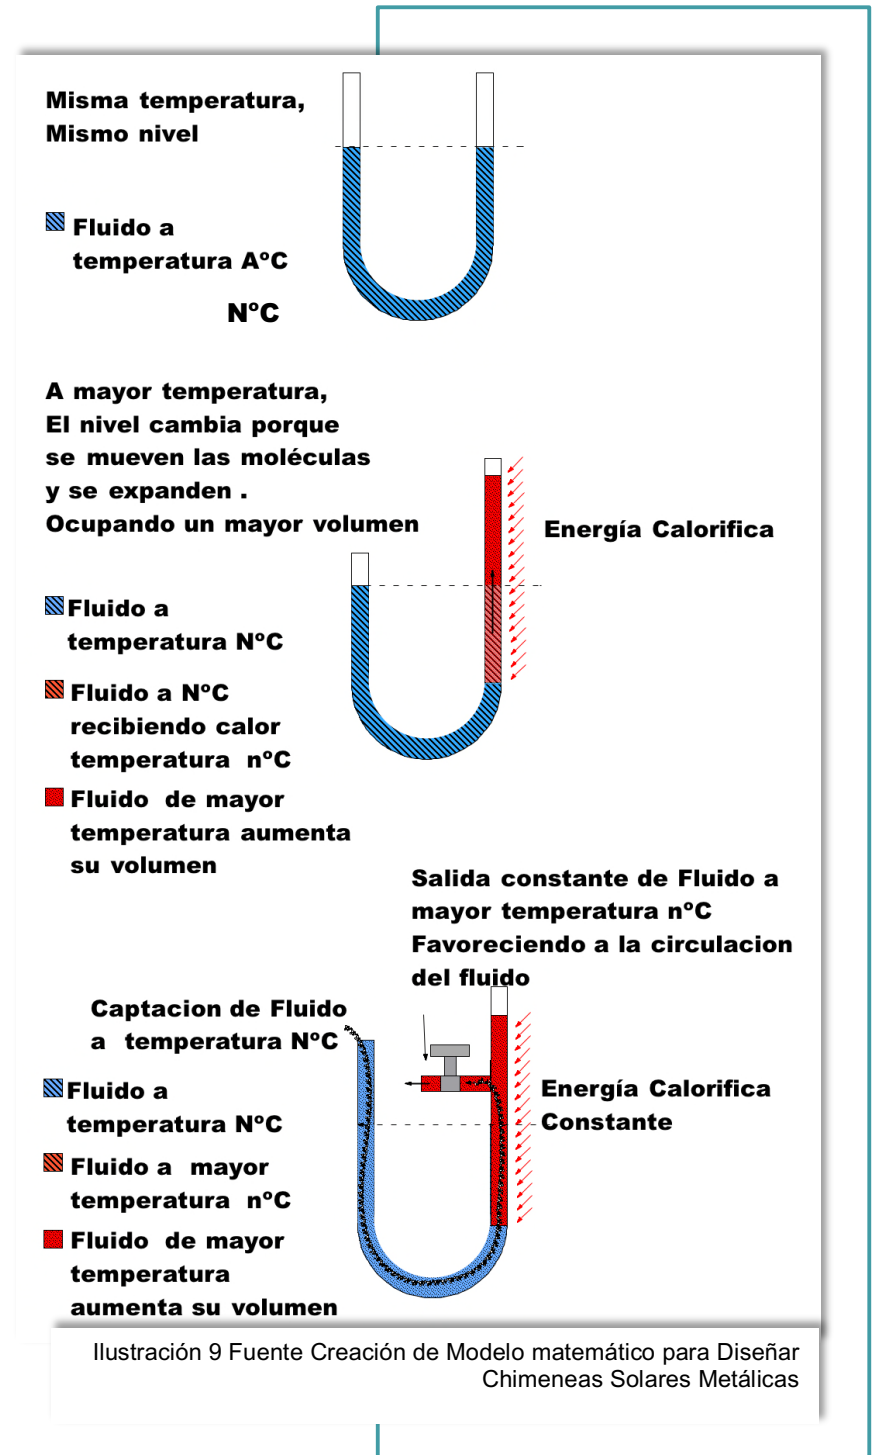 Misma temperatura,
Mismo nivel
Fluido a
temperatura AºC
NºC
A mayor temperatura,
El nivel cambia porque
se mueven las moléculas
y se expanden .
Ocupando un mayor volumen
Energía Calorifica
Fluido a
temperatura NºC
Fluido a NºC
recibiendo calor
temperatura nºC
Fluido de mayor
temperatura aumenta
su volumen
Salida constante de Fluido a
mayor temperatura nºC
Favoreciendo a la circulacion
del fluido
Captacion de Fluido
a temperatura NºC
Energía Calorifica
Constante
Fluido a
temperatura NºC
Fluido a mayor
temperatura nºC
Fluido de mayor
temperatura
aumenta su volumen
Ilustración 9 Fuente Creación de Modelo matemático para Diseñar
Chimeneas Solares Metálicas